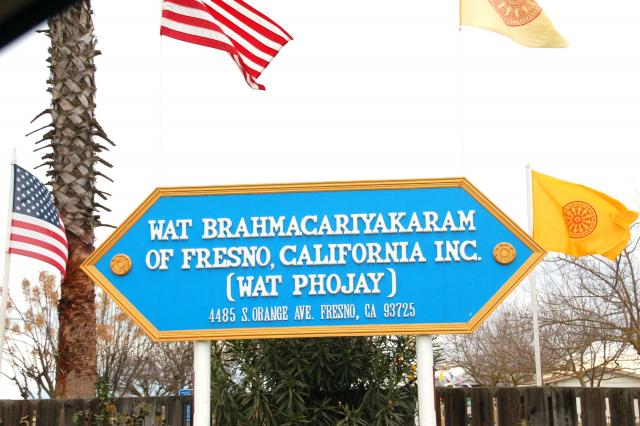 WAT BRAHMACARIYAKARAM
OF FRESNO, CALIFORNIA INC.
(WAT PHOJAY)
4485 S. ORANGE AVE. FRESNO, CA 93725